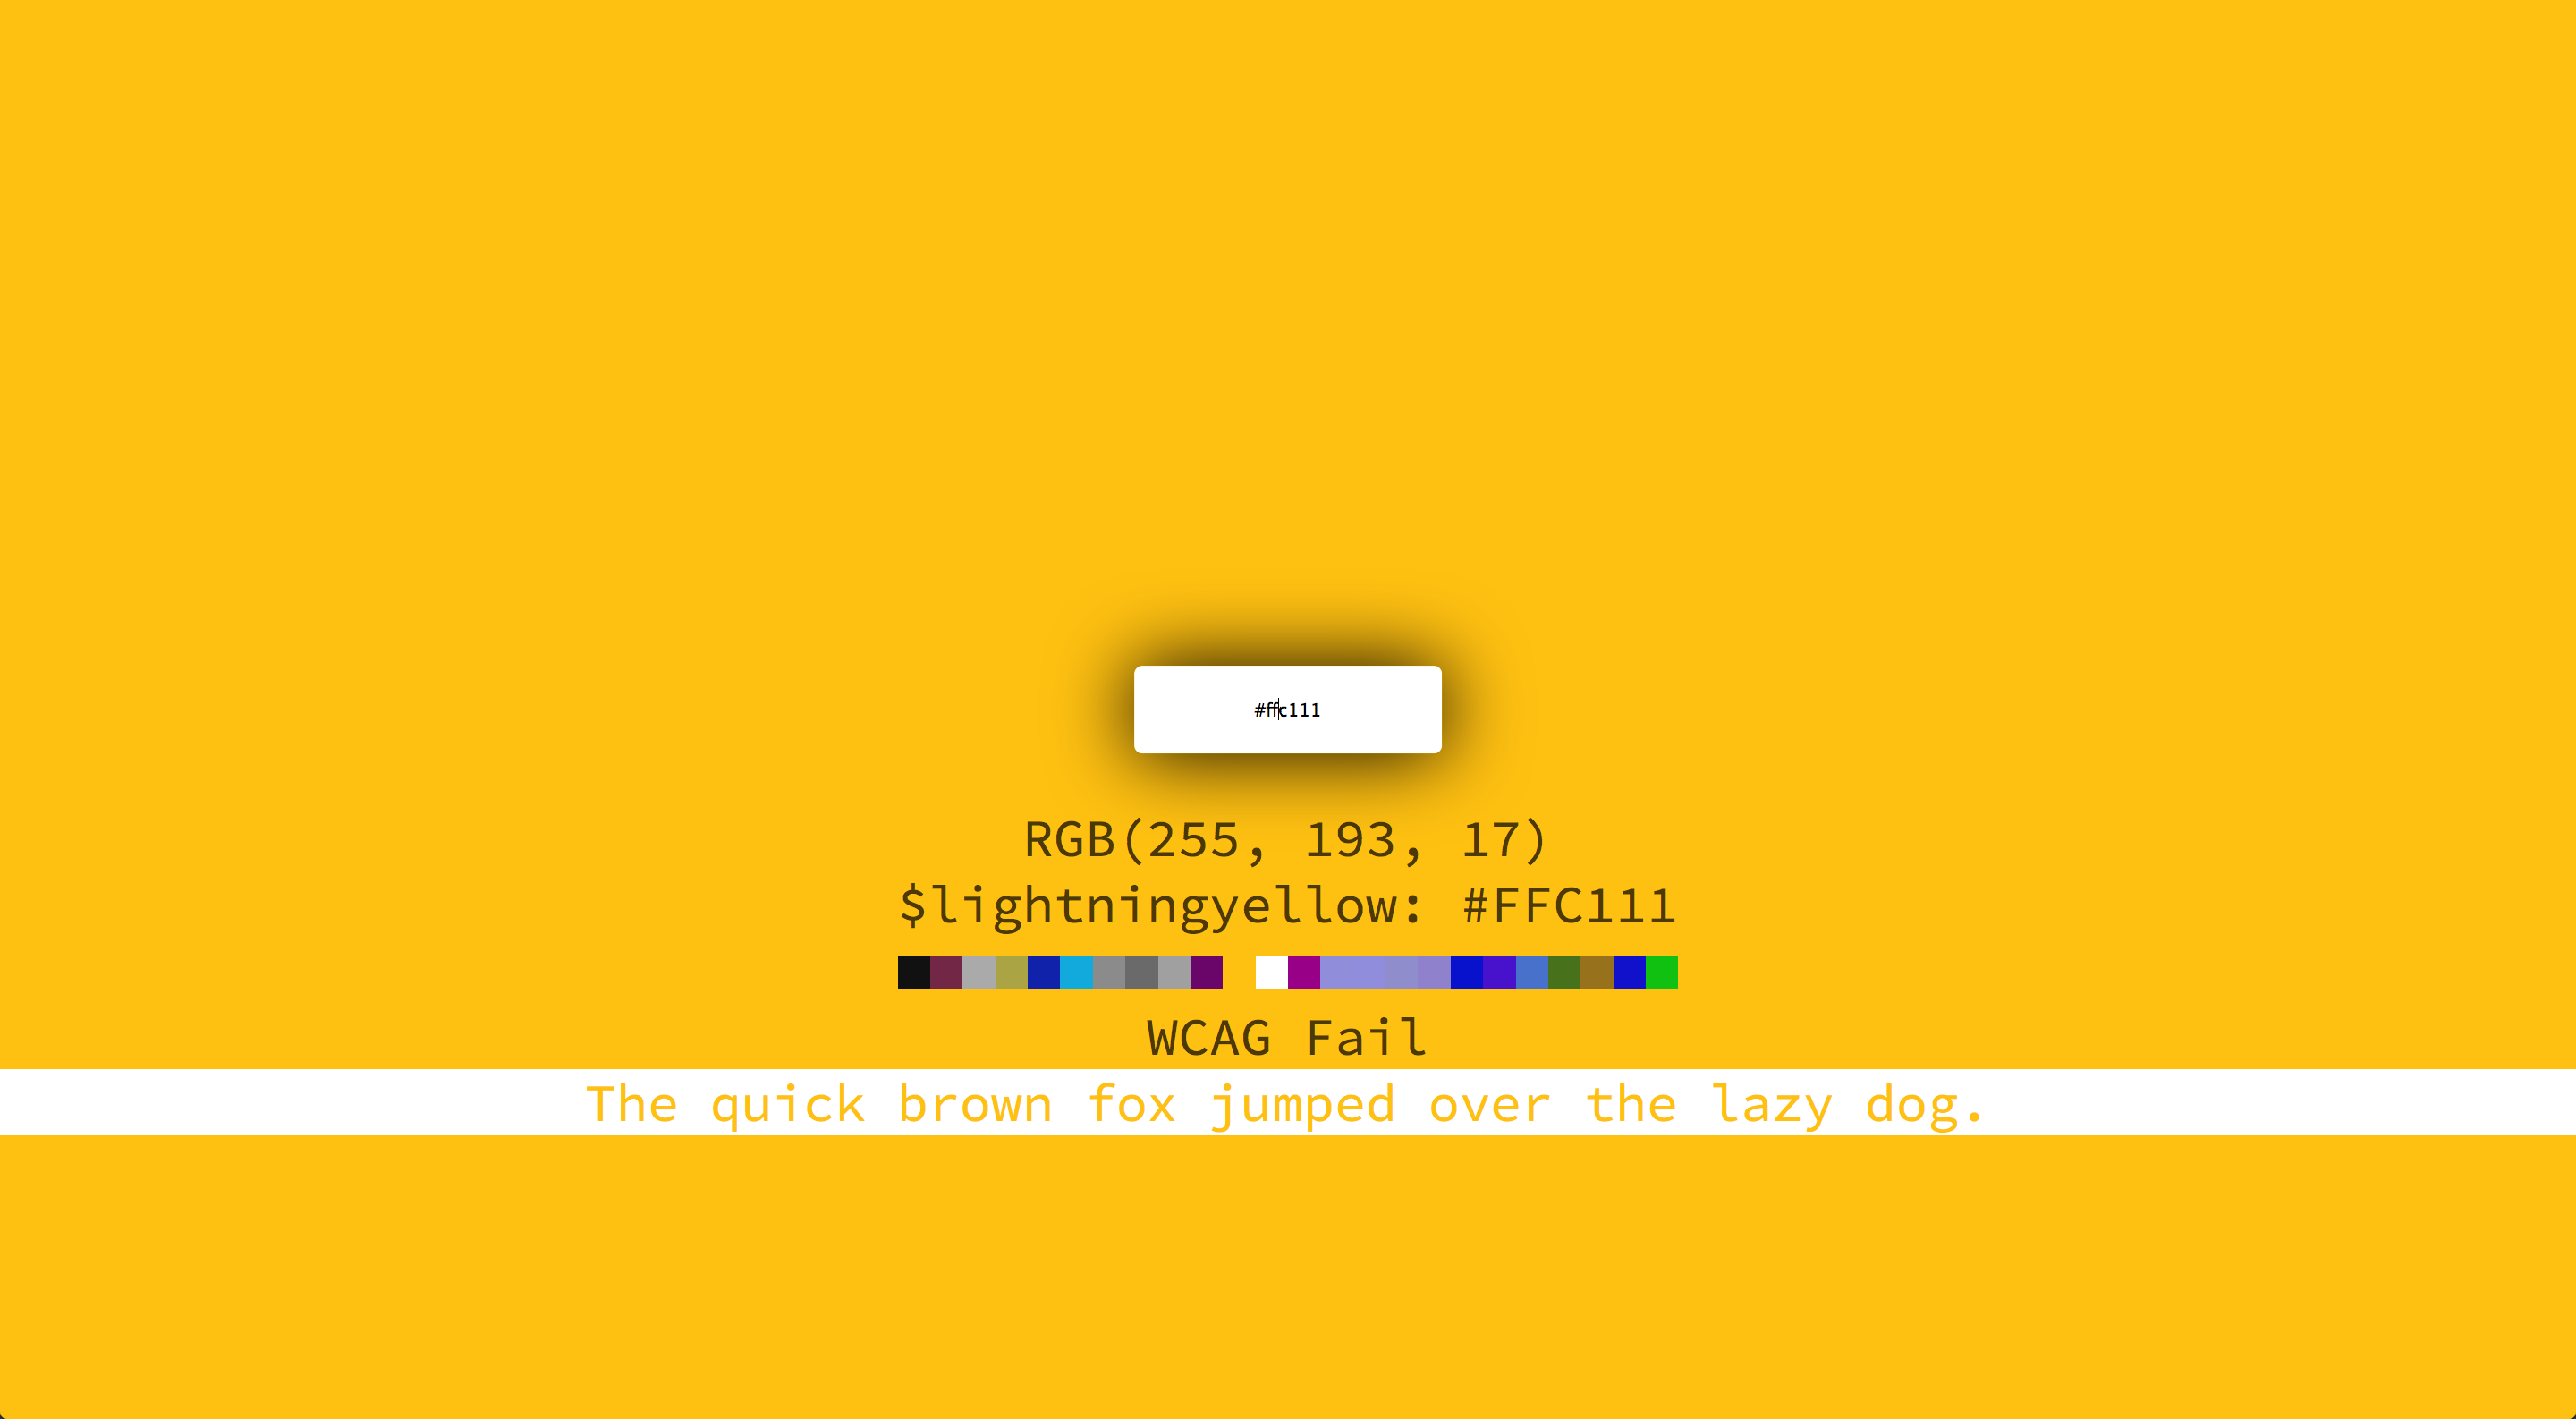 #ffc111
RGB(255, 193, 17)
$lightningyellow: #FFC111
WCAG Fail
The quick brown fox jumped over the lazy dog.